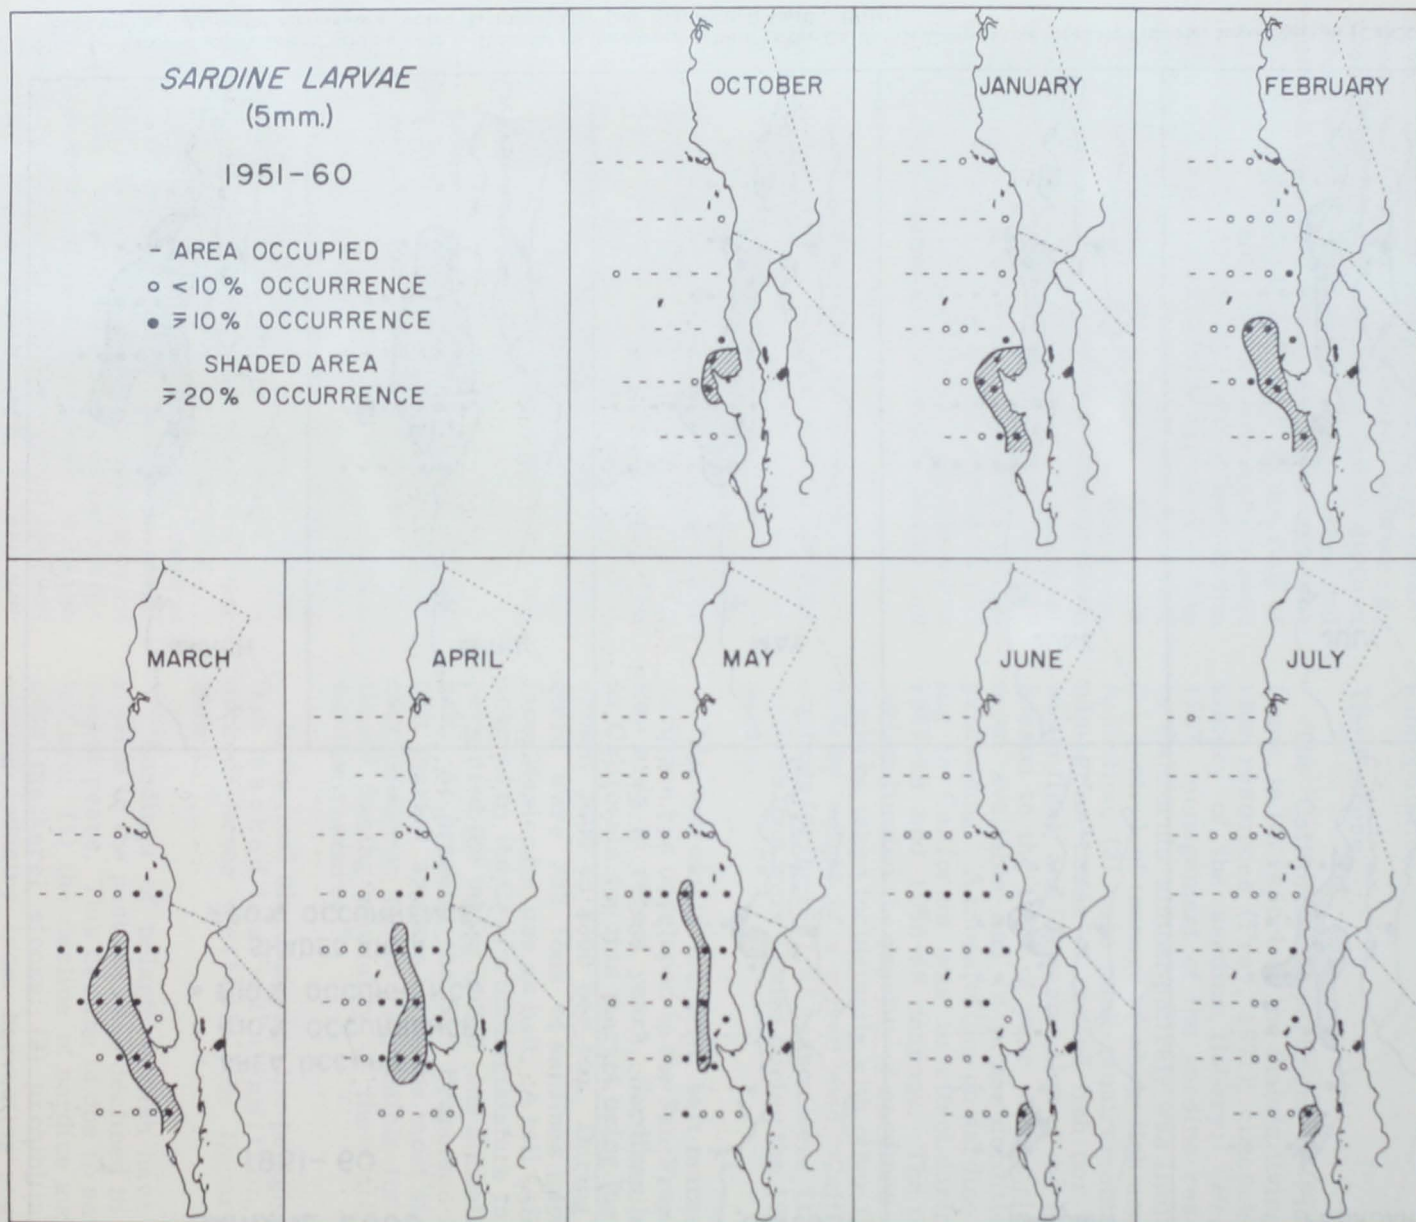 SARDINE LARVAE
(5mm.)
1951-60
- AREA OCCUPIED
○ <10% OCCURRENCE
● ⩾10% OCCURRENCE
SHADED AREA
⩾20% OCCURRENCE
OCTOBER
JANUARY
FEBRUARY
MARCH
APRIL
MAY
JUNE
JULY